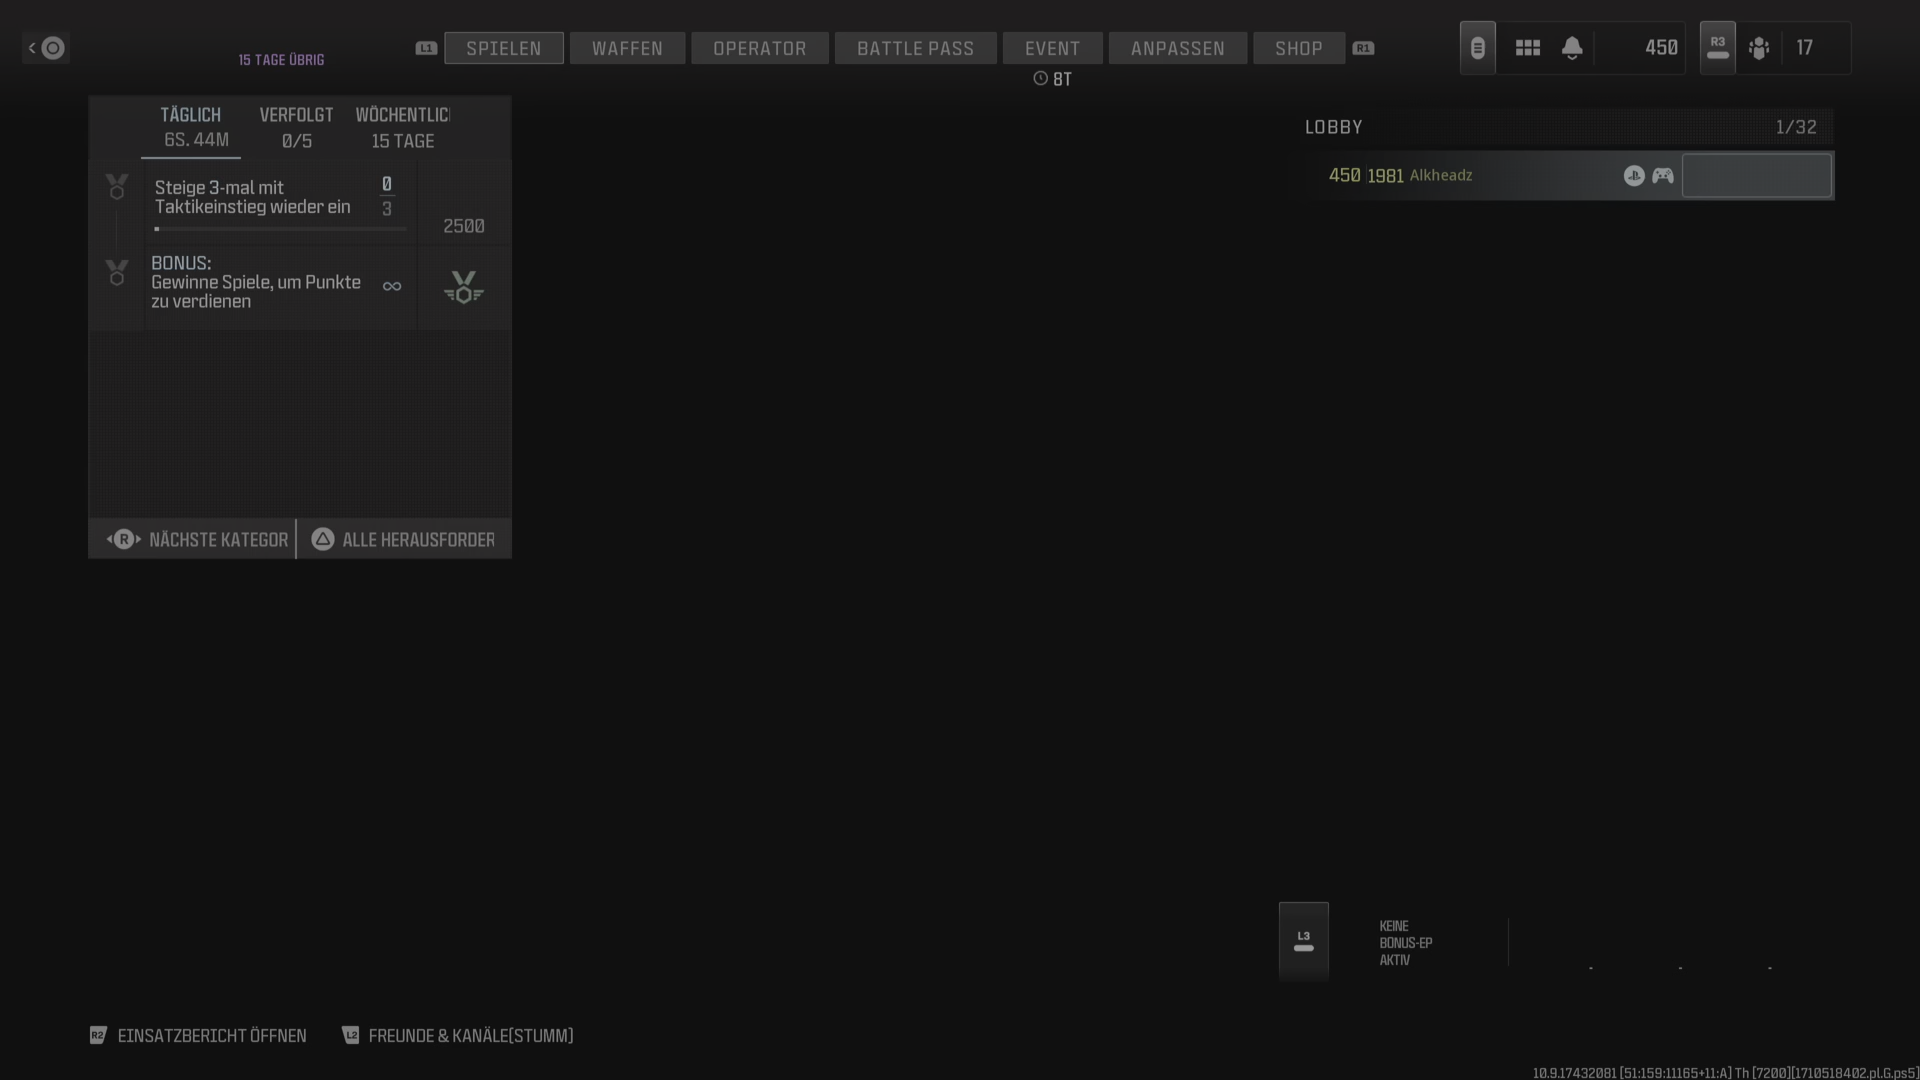 15 TAGE ÜBRIG
L1 SPIELEN WAFFEN OPERATOR BATTLE PASS EVENT ANPASSEN SHOP R1
8T
450
R3 17
TÄGLICH VERFOLGT WÖCHENTLIC
6S. 44M 0/5 15 TAGE
Steige 3-mal mit
Taktikeinstieg wieder ein
0
3
2500
BONUS:
Gewinne Spiele, um Punkte
zu verdienen
∞
R NÄCHSTE KATEGOR ALLE HERAUSFORDER
LOBBY 1/32
450 1981 Alkheadz
L3
KEINE
BONUS-EP
AKTIV
- - -
R2 EINSATZBERICHT ÖFFNEN L2 FREUNDE & KANÄLE(STUMM)
10.9.17432081 [51:159:11165+11:A] Th [7200][1710518402.pl.G.ps5]